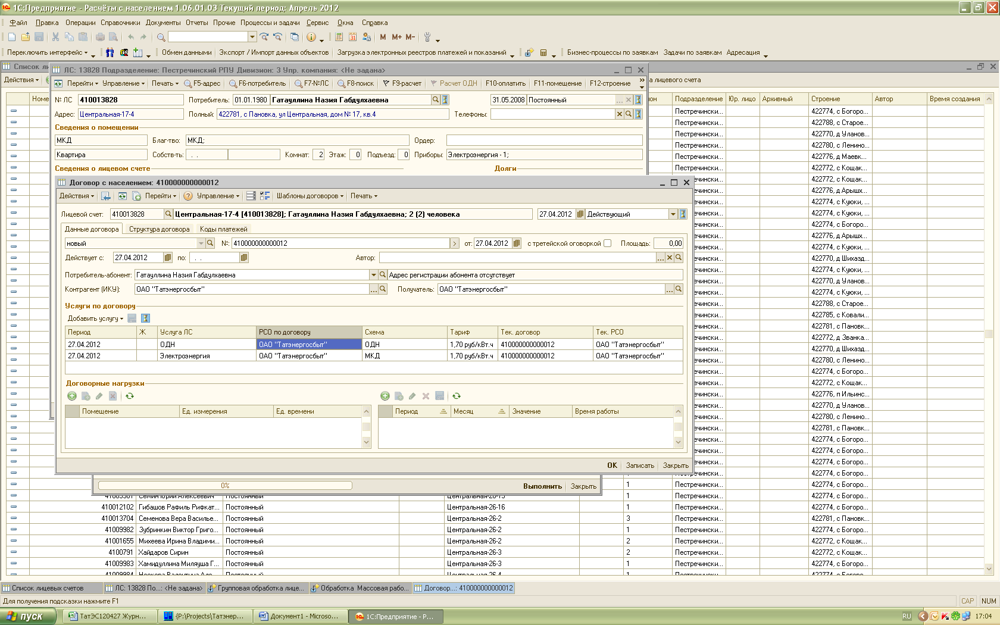 1С:Предприятие - Расчёты с населением 1.06.01.03 Текущий период: Апрель 2012
Файл Правка Операции Справочники Документы Отчеты Прочие Процессы и задачи Сервис Окна Справка
М М+ М-
Переключить интерфейс Обмен данными Экспорт / Импорт данных объектов Загрузка электронных реестров платежей и показаний Бизнес-процессы по заявкам Задачи по заявкам Адресация
Список ли
ЛС: 13828 Подразделение: Пестречинский РПУ Дивизион: 3 Упр. компания: <Не задана>
Действия
Перейти Управление Печать F5-адрес F6-потребитель F7-№ЛС F8-поиск F9-расчет Расчет ОДН F10-оплатить F11-помещение F12-строение
а лицевого счета
Номе
№ ЛС 410013828 Потребитель: 01.01.1980 Гатауллина Назия Габдулхаевна 31.05.2008 Постоянный
Адрес: Центральная-17-4 Полный: 422781, с Пановка, ул Центральная, дом № 17, кв.4 Телефоны:
Сведения о помещении
МКД Благ-тво: МКД; Ордер:
Квартира Собств-ть: . . Комнат: 2 Этаж: 0 Подъезд: 0 Приборы: Электроэнергия - 1;
Сведения о лицевом счете Долги
Договор с населением: 410000000000012
Действия Перейти Управление Шаблоны договоров Печать
Лицевой счет: 410013828 Центральная-17-4 [410013828]; Гатауллина Назия Габдулхаевна; 2 (2) человека 27.04.2012 Действующий
Данные договора Структура договора Коды платежей
новый №: 410000000000012 от: 27.04.2012 с третейской оговоркой Площадь: 0,00
Действует с: 27.04.2012 по: . . Автор:
Потребитель-абонент: Гатауллина Назия Габдулхаевна Адрес регистрации абонента отсутствует
Контрагент (ИКУ): ОАО "Татэнергосбыт" Получатель: ОАО "Татэнергосбыт"
Услуги по договору
Добавить услугу
Период Ж Услуга ЛС РСО по договору Схема Тариф Тек. договор Тек. РСО
27.04.2012 ОДН ОАО "Татэнергосбыт" ОДН 1,70 руб/кВт.ч 410000000000012 ОАО "Татэнергосбыт"
27.04.2012 Электроэнергия ОАО "Татэнергосбыт" МКД 1,70 руб/кВт.ч 410000000000012 ОАО "Татэнергосбыт"
Договорные нагрузки
Помещение Ед. измерения Ед. времени
Период Месяц Значение Время работы
OK Записать Закрыть
0% Выполнить Закрыть
он Подразделение Юр. лицо Архивный Строение Автор Время создания
Пестречински... 422774, с Богоро...
Пестречински... 422788, с Старое...
Пестречински... 422770, д Уланов...
Пестречински... 422780, с Ленино...
Пестречински... 422776, д Маевк...
Пестречински... 422772, с Кощак...
ечински... 422772, с Кощак...
ечински... 422776, д Арышх...
ечински... 422774, с Куюки, ...
ечински... 422774, с Куюки, ...
ечински... 422774, с Богоро...
ечински... 422776, д Арышх...
ечински... 422774, с Куюки, ...
ечински... 422770, д Шихазд...
ечински... 422774, с Куюки, ...
ечински... 422770, д Уланов...
ечински... 422774, с Куюки, ...
ечински... 422788, с Старое...
ечински... 422785, с Ковали...
ечински... 422781, с Пановк...
ечински... 422772, д Званка...
ечински... 422770, д Шихазд...
ечински... 422780, с Ленино...
ечински... 422774, с Богоро...
ечински... 422772, с Кощак...
ечински... 422776, п Ильинс...
ечински... 422770, д Уланов...
ечински... 422780, с Ленино...
ечински... 422781, с Пановк...
ечински... 422774, с Богоро...
ечински... 422774, с Богоро...
ечински... 422774, с Богоро...
Пестречински... 422774, с Богоро...
1 Пестречински... 422774, с Богоро...
41003561 Семин Юрий Алексеевич Постоянный Центральная-26-15 1 Пестречински... 422774, с Богоро...
410012102 Гибашов Рафиль Рифкат... Постоянный Центральная-26-16 1 Пестречински... 422774, с Богоро...
410013704 Семенова Вера Василье... Постоянный Центральная-26-2 3 Пестречински... 422781, с Пановк...
41009982 Зубринкин Виктор Григо... Постоянный Центральная-26-2 1 Пестречински... 422774, с Богоро...
41001655 Михеева Ирина Владими... Постоянный Центральная-26-2 2 Пестречински... 422772, с Кощак...
4100791 Хайдаров Сирин Постоянный Центральная-26-3 2 Пестречински... 422772, с Кощак...
41009983 Хамидуллина Миляуша Г... Постоянный Центральная-26-3 1 Пестречински... 422774, с Богоро...
41009984 Постоянный Центральная-26-4 1 Пестречински... 422774, с Богоро...
Список лицевых счетов ЛС: 13828 По...: <Не задана> Групповая обработка лице... Обработка Массовая рабо... Договор...: 410000000000012
Для получения подсказки нажмите F1 CAP NUM
пуск ТатЭС120427 Журн... {P:\Projects\Татэнер... Документ1 - Microso... 1С:Предприятие - Р... RU 17:04